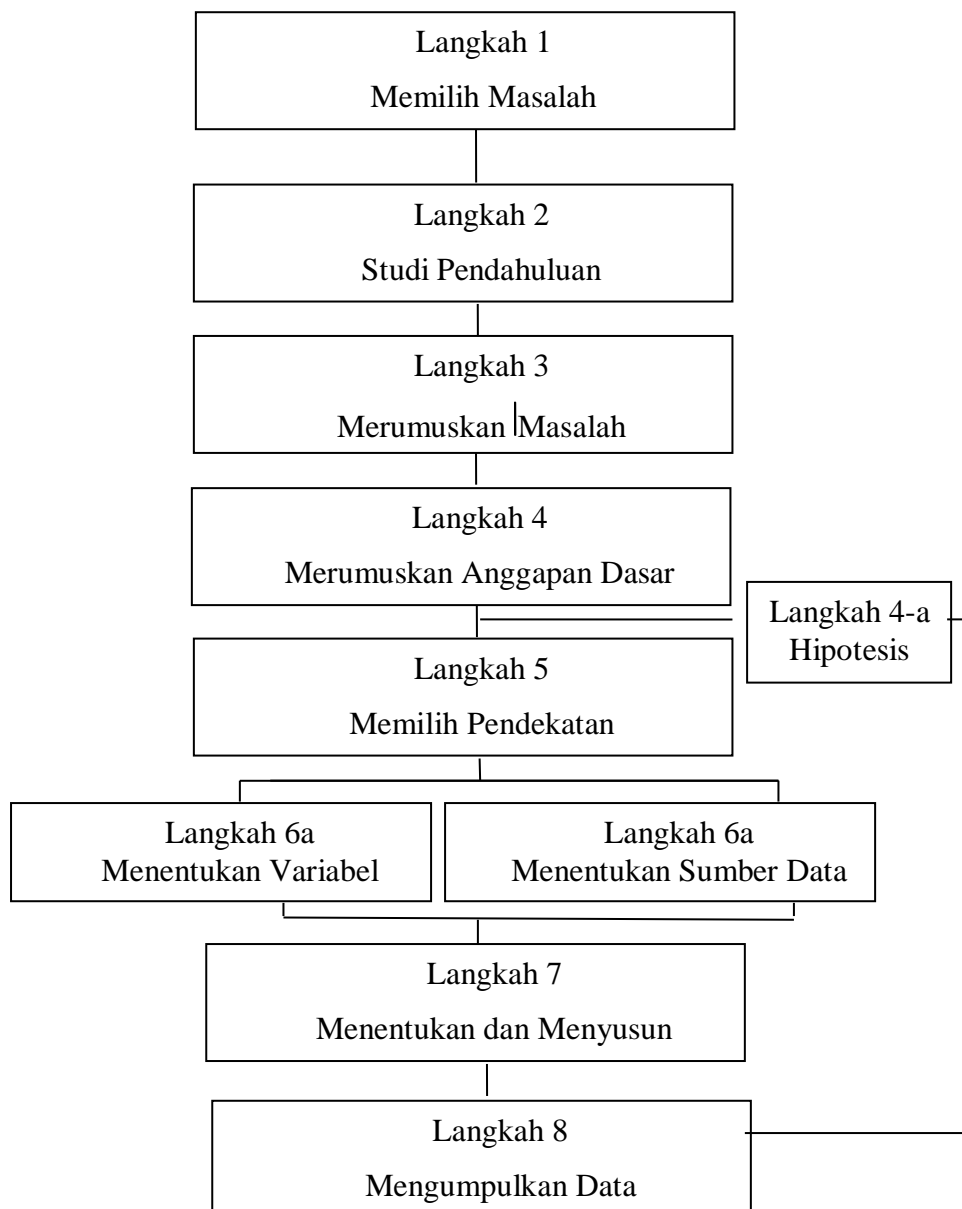 Langkah 1
Memilih Masalah
Langkah 2
Studi Pendahuluan
Langkah 3
Merumuskan Masalah
Langkah 4
Merumuskan Anggapan Dasar
Langkah 4-a
Hipotesis
Langkah 5
Memilih Pendekatan
Langkah 6a
Menentukan Variabel
Langkah 6a
Menentukan Sumber Data
Langkah 7
Menentukan dan Menyusun
Langkah 8
Mengumpulkan Data